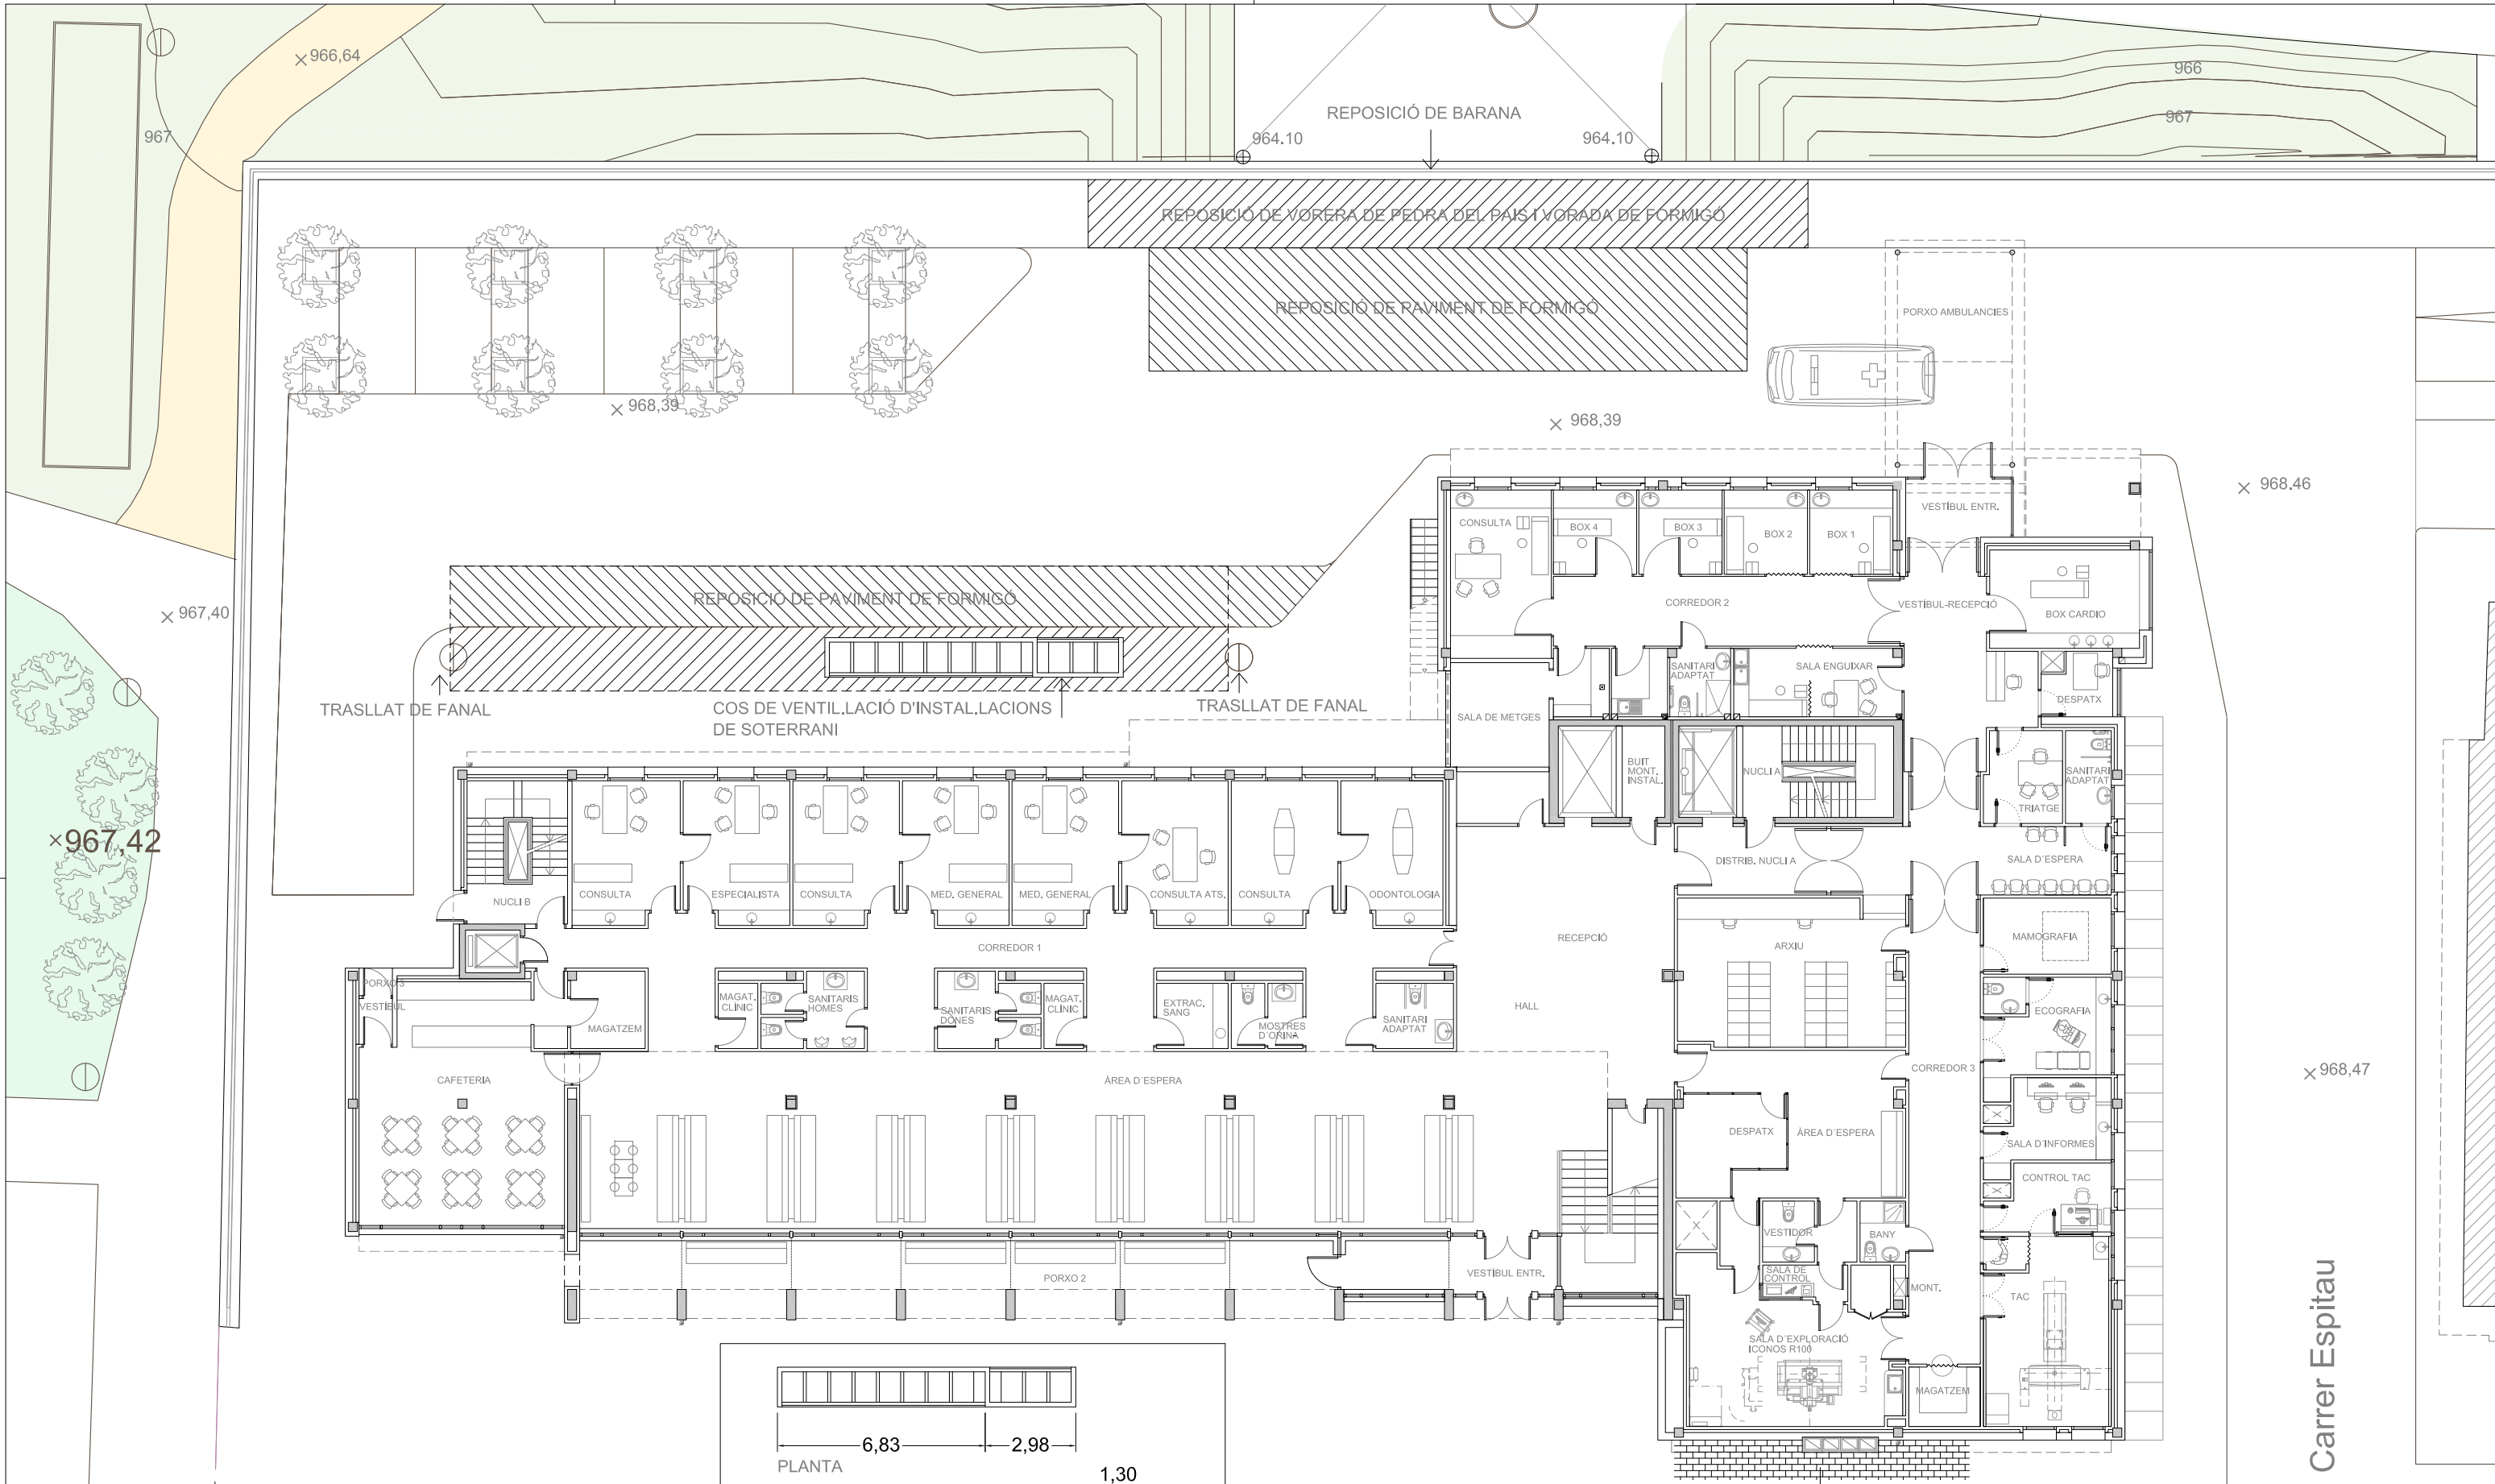 966,64
966
967
967
REPOSICIÓ DE BARANA
964.10
964.10
REPOSICIÓ DE VORERA DE PEDRA DEL PAIS I VORADA DE FORMIGÓ
REPOSICIÓ DE PAVIMENT DE FORMIGÓ
PORXO AMBULANCIES
968,39
968,39
968.46
VESTÍBUL ENTR.
CONSULTA
BOX 4
BOX 3
BOX 2
BOX 1
REPOSICIÓ DE PAVIMENT DE FORMIGÓ
CORREDOR 2
VESTÍBUL-RECEPCIÓ
BOX CARDIO
967,40
SANITARI
ADAPTAT
SALA ENGUIXAR
DESPATX
TRASLLAT DE FANAL
COS DE VENTIL.LACIÓ D'INSTAL.LACIONS
DE SOTERRANI
TRASLLAT DE FANAL
SALA DE METGES
BUIT
MONT.
INSTAL.
NUCLI A
SANITARI
ADAPTAT
TRIATGE
967,42
DISTRIB. NUCLI A
SALA D'ESPERA
NUCLI B
CONSULTA
ESPECIALISTA
CONSULTA
MED. GENERAL
MED. GENERAL
CONSULTA ATS.
CONSULTA
ODONTOLOGIA
CORREDOR 1
RECEPCIÓ
ARXIU
MAMOGRAFIA
PORXO 3
VESTÍBUL
MAGATZEM
MAGAT.
CLÍNIC
SANITARIS
HOMES
SANITARIS
DONES
MAGAT.
CLÍNIC
EXTRAC.
SANG
MOSTRES
D'ORINA
SANITARI
ADAPTAT
HALL
ECOGRAFIA
CAFETERIA
ÀREA D'ESPERA
CORREDOR 3
968,47
DESPATX
ÀREA D'ESPERA
SALA D'INFORMES
CONTROL TAC
VESTIDOR
BANY
PORXO 2
VESTÍBUL ENTR.
SALA DE
CONTROL
MONT.
TAC
SALA D'EXPLORACIÓ
ICONOS R100
MAGATZEM
Carrer Espitau
6,83
2,98
PLANTA
1,30